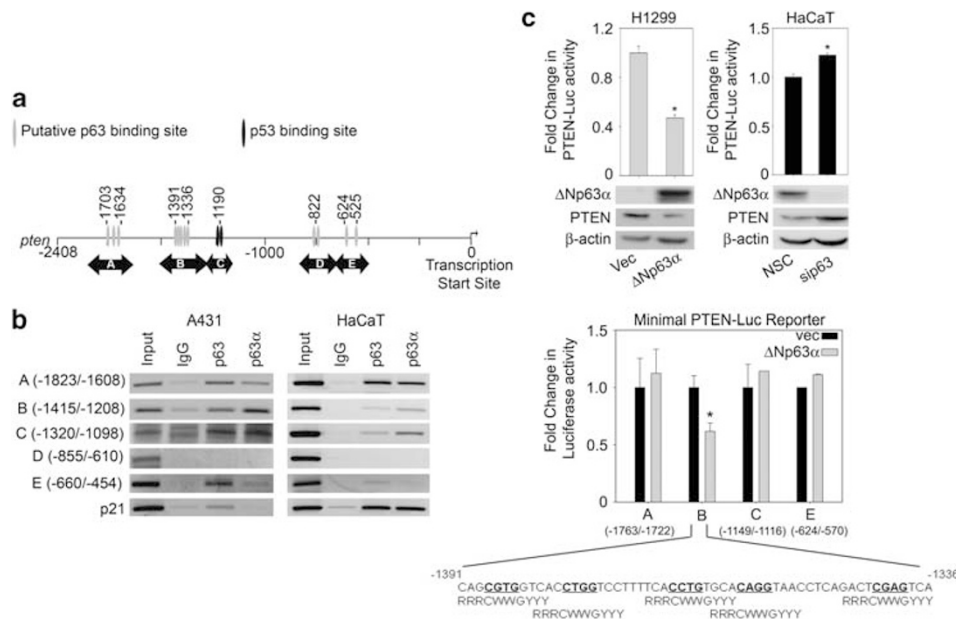 a
Putative p63 binding site
p53 binding site
-1703
-1634
-1391
-1336
-1190
-822
-624
-525
pten
-2408
-1000
0
A
B
C
D
E
Transcription
Start Site
b
A431
HaCaT
Input
IgG
p63
p63α
Input
IgG
p63
p63α
A (-1823/-1608)
B (-1415/-1208)
C (-1320/-1098)
D (-855/-610)
E (-660/-454)
p21
c
H1299
HaCaT
Fold Change in
PTEN-Luc activity
1.2
0.8
0.4
0
*
Fold Change in
PTEN-Luc activity
1.5
1.0
0.5
0
*
ΔNp63α
PTEN
β-actin
Vec
ΔNp63α
ΔNp63α
PTEN
β-actin
NSC
sip63
Minimal PTEN-Luc Reporter
vec
ΔNp63α
Fold Change in
Luciferase activity
1.5
1.0
0.5
0
*
A
B
C
E
(-1763/-1722)
(-1149/-1116)
(-624/-570)
-1391
-1336
CAGCGTGGTCACCTGGTCCTTTTCACCTGTGCACAGGTAACCTCAGACTCGAGTCA
RRRCWWGYYY
RRRCWWGYYY
RRRCWWGYYY
RRRCWWGYYY
RRRCWWGYYY